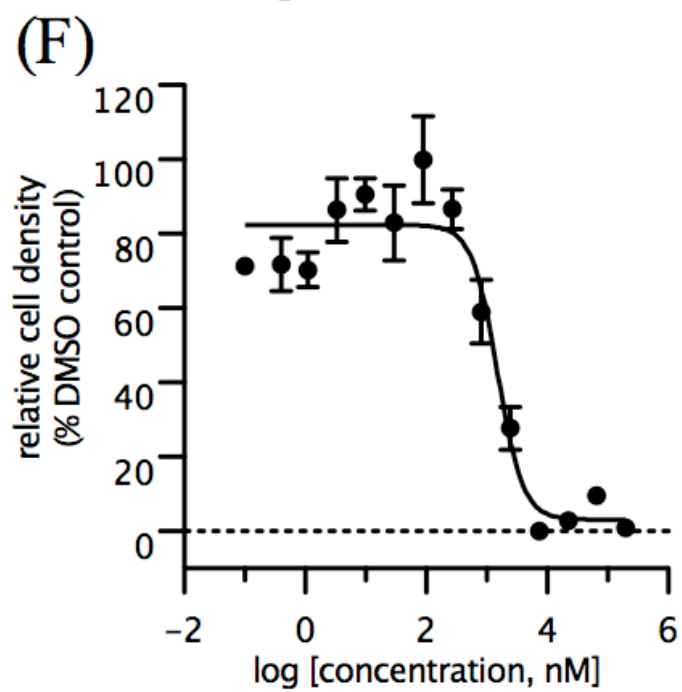 (F)
relative cell density
(% DMSO control)
120
100
80
60
40
20
0
−2 0 2 4 6
log [concentration, nM]